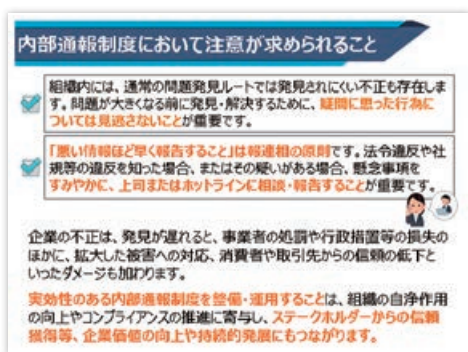 内部通報制度において注意が求められること
組織内には、通常の問題発見ルートでは発見されにくい不正も存在しま
す。問題が大きくなる前に発見・解決するために、疑問に思った行為に
ついては見逃さないことが重要です。
「悪い情報ほど早く報告すること」は報連相の原則です。法令違反や社
規等の違反を知った場合、またはその疑いがある場合、懸念事項を
すみやかに、上司またはホットラインに相談・報告することが重要です。
企業の不正は、発見が遅れると、事業者の処罰や行政措置等の損失の
ほかに、拡大した被害への対応、消費者や取引先からの信頼の低下と
いったダメージも加わります。
実効性のある内部通報制度を整備・運用することは、組織の自浄作用
の向上やコンプライアンスの推進に寄与し、ステークホルダーからの信頼
獲得等、企業価値の向上や持続的発展にもつながります。